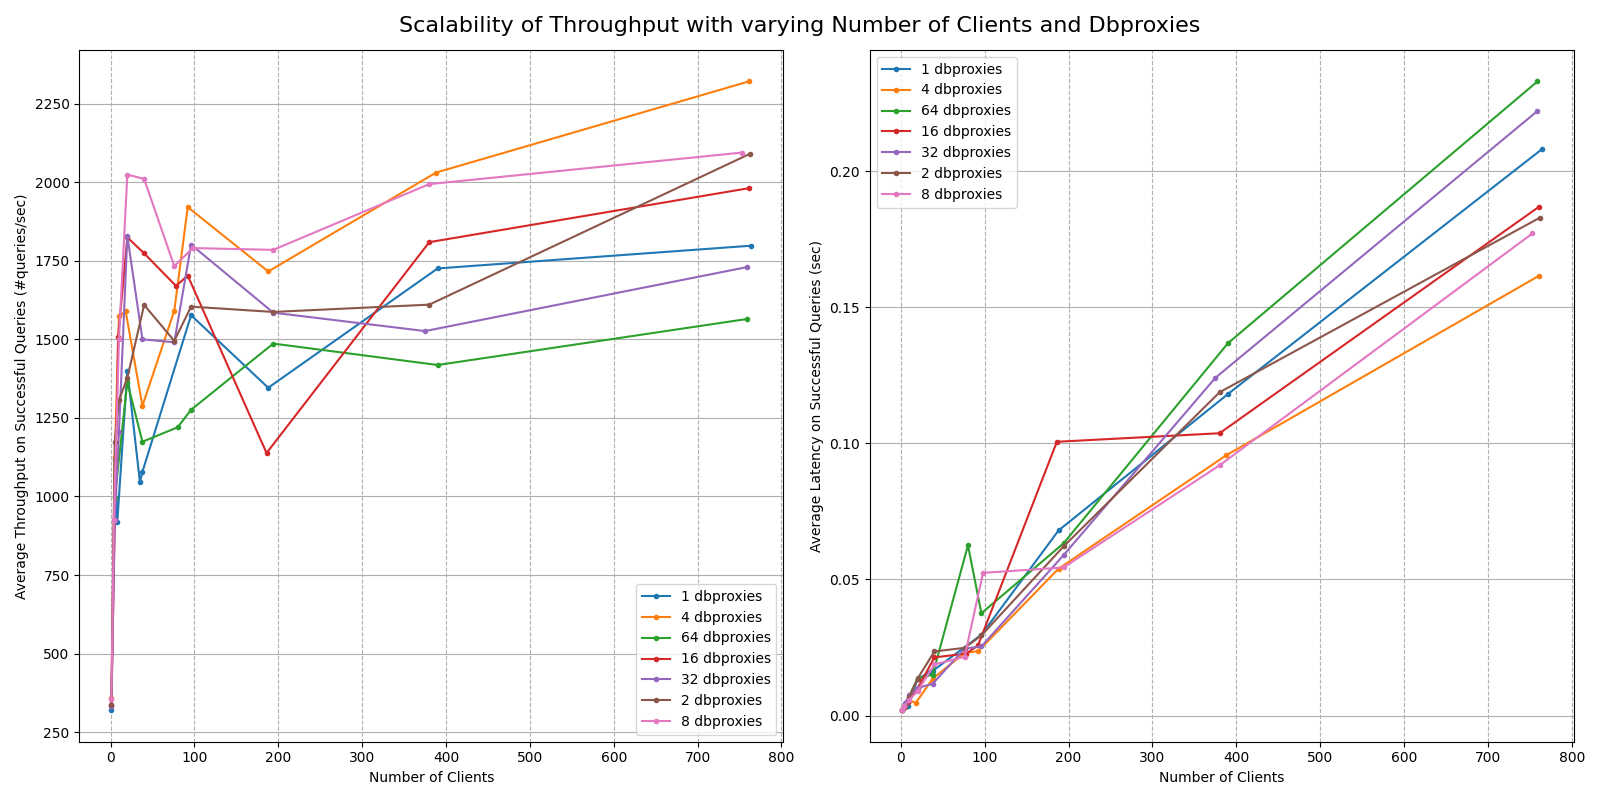 Scalability of Throughput with varying Number of Clients and Dbproxies
Average Throughput on Successful Queries (#queries/sec)
2250
2000
1750
1500
1250
1000
750
500
250
0
100
200
300
400
500
600
700
800
Number of Clients
1 dbproxies
4 dbproxies
64 dbproxies
16 dbproxies
32 dbproxies
2 dbproxies
8 dbproxies
Average Latency on Successful Queries (sec)
0.20
0.15
0.10
0.05
0.00
0
100
200
300
400
500
600
700
800
Number of Clients
1 dbproxies
4 dbproxies
64 dbproxies
16 dbproxies
32 dbproxies
2 dbproxies
8 dbproxies